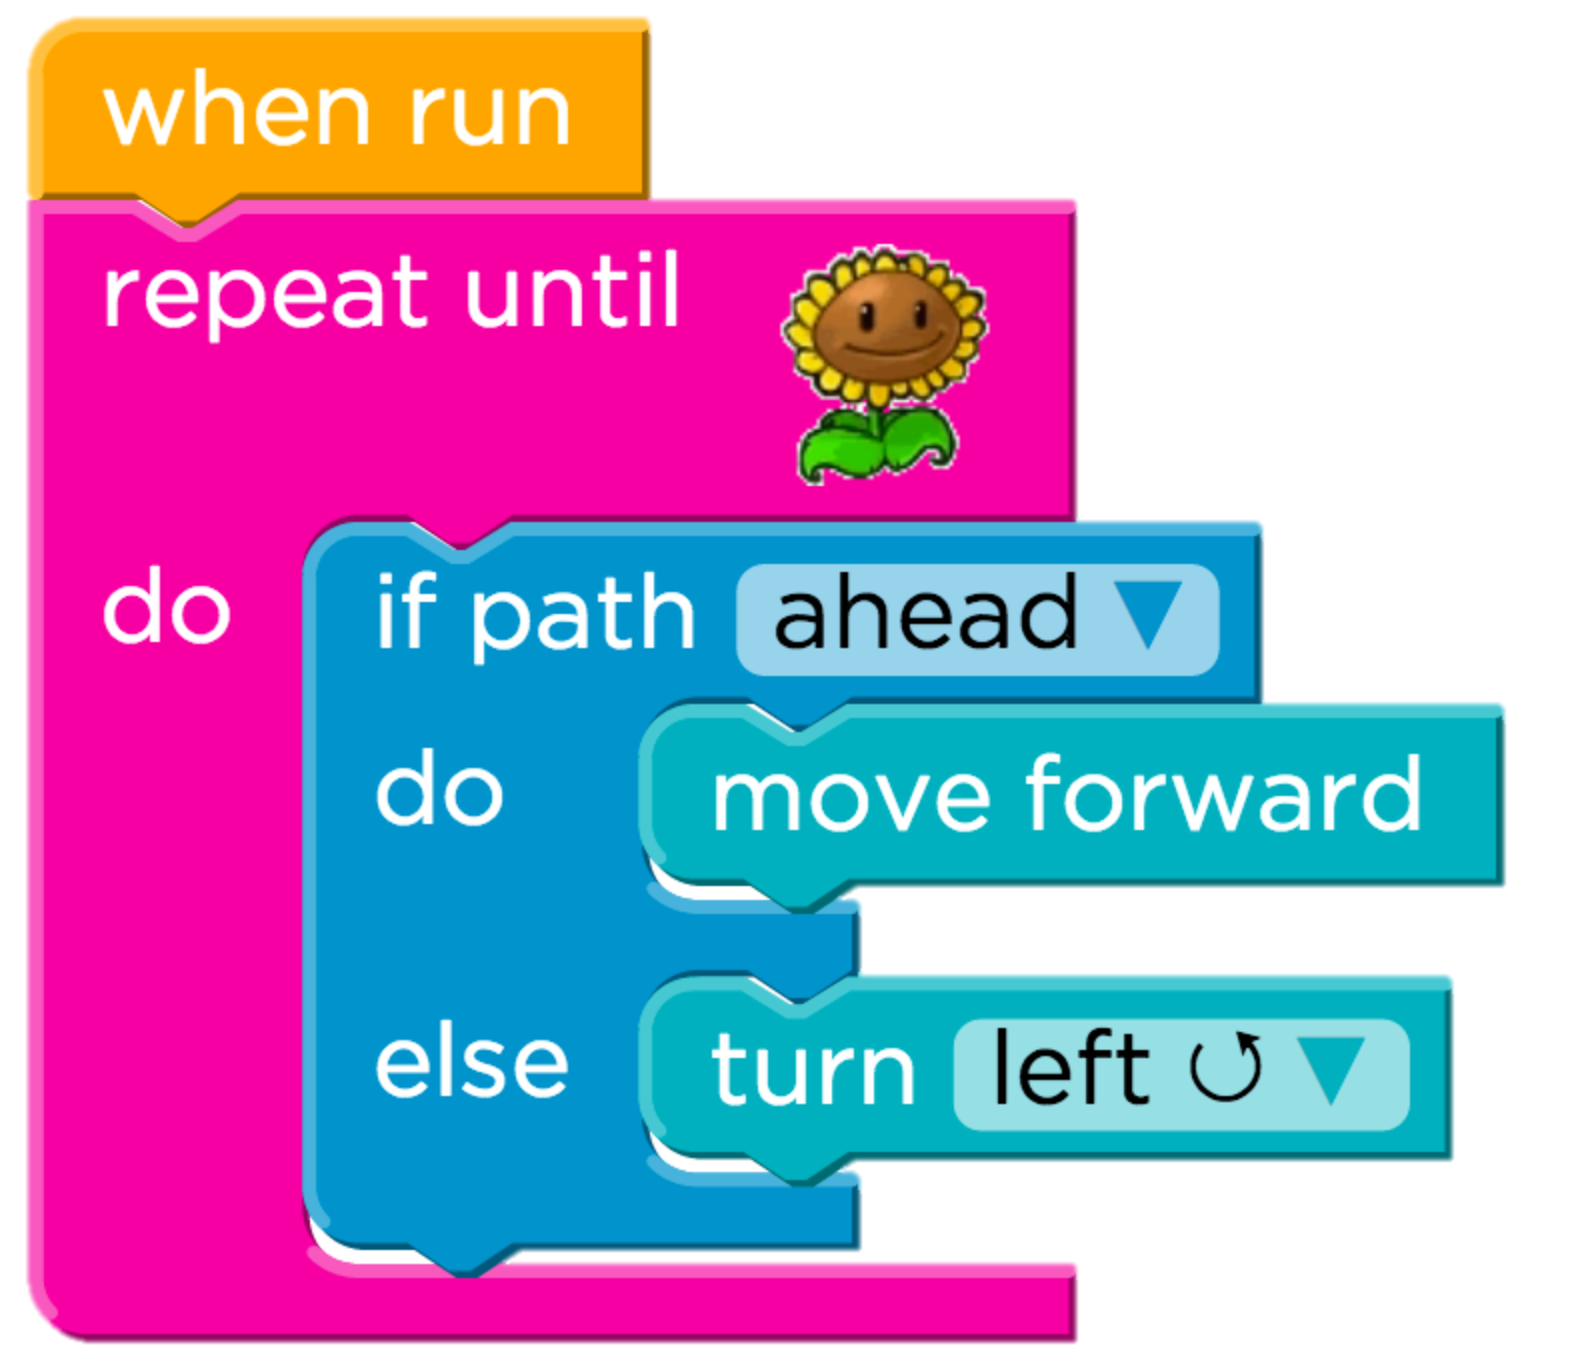 when run
repeat until
do if path ahead
do move forward
else turn left